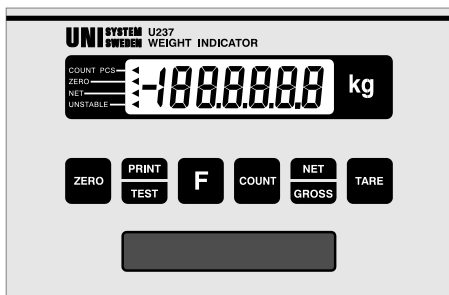 UNI SYSTEM SWEDEN U237
WEIGHT INDICATOR
COUNT PCS
ZERO
NET
UNSTABLE
-188.8.8.8.8 kg
ZERO
PRINT
TEST
F
COUNT
NET
GROSS
TARE